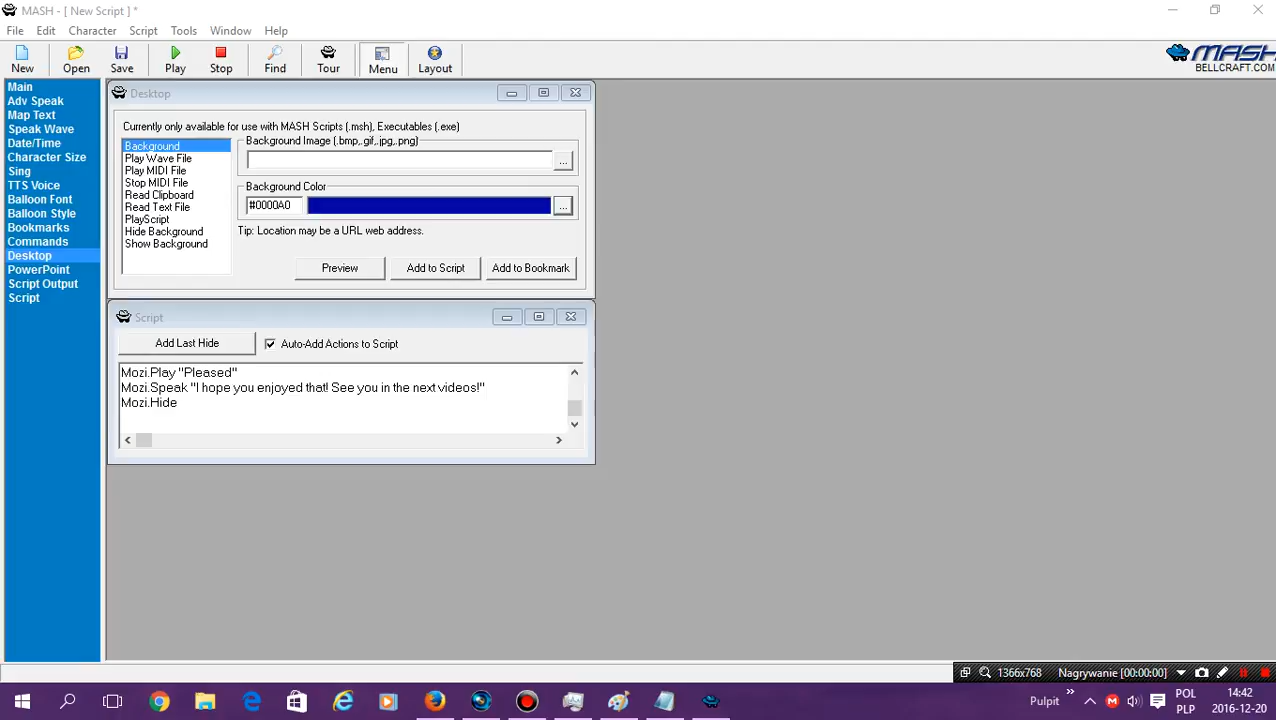 MASH - [ New Script ] *
File Edit Character Script Tools Window Help
New Open Save Play Stop Find Tour Menu Layout
MASH
BELLCRAFT.COM
Main
Adv Speak
Map Text
Speak Wave
Date/Time
Character Size
Sing
TTS Voice
Balloon Font
Balloon Style
Bookmarks
Commands
Desktop
PowerPoint
Script Output
Script
Desktop
Currently only available for use with MASH Scripts (.msh), Executables (.exe)
Background
Play Wave File
Play MIDI File
Stop MIDI File
Read Clipboard
Read Text File
PlayScript
Hide Background
Show Background
Background Image (.bmp,.gif,.jpg,.png)
...
Background Color
#0000A0
...
Tip: Location may be a URL web address.
Preview Add to Script Add to Bookmark
Script
Add Last Hide Auto-Add Actions to Script
Mozi.Play "Pleased"
Mozi.Speak "I hope you enjoyed that! See you in the next videos!"
Mozi.Hide
1366x768 Nagrywanie [00:00:00]
Pulpit
POL
PLP
14:42
2016-12-20